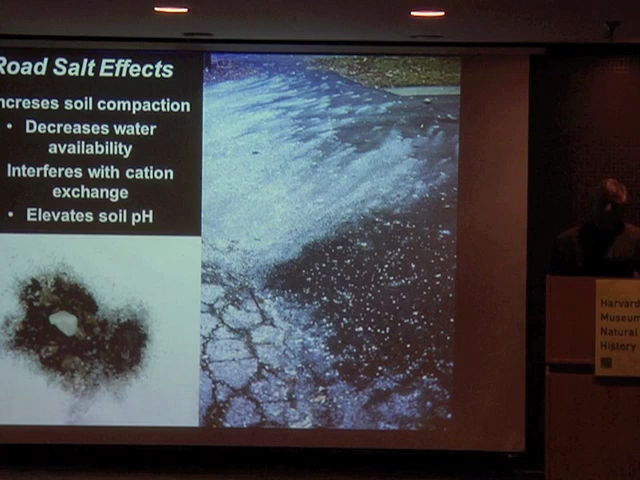 Road Salt Effects
ncreses soil compaction
• Decreases water
availability
Interferes with cation
exchange
• Elevates soil pH
Harvard
Museum
Natural
History